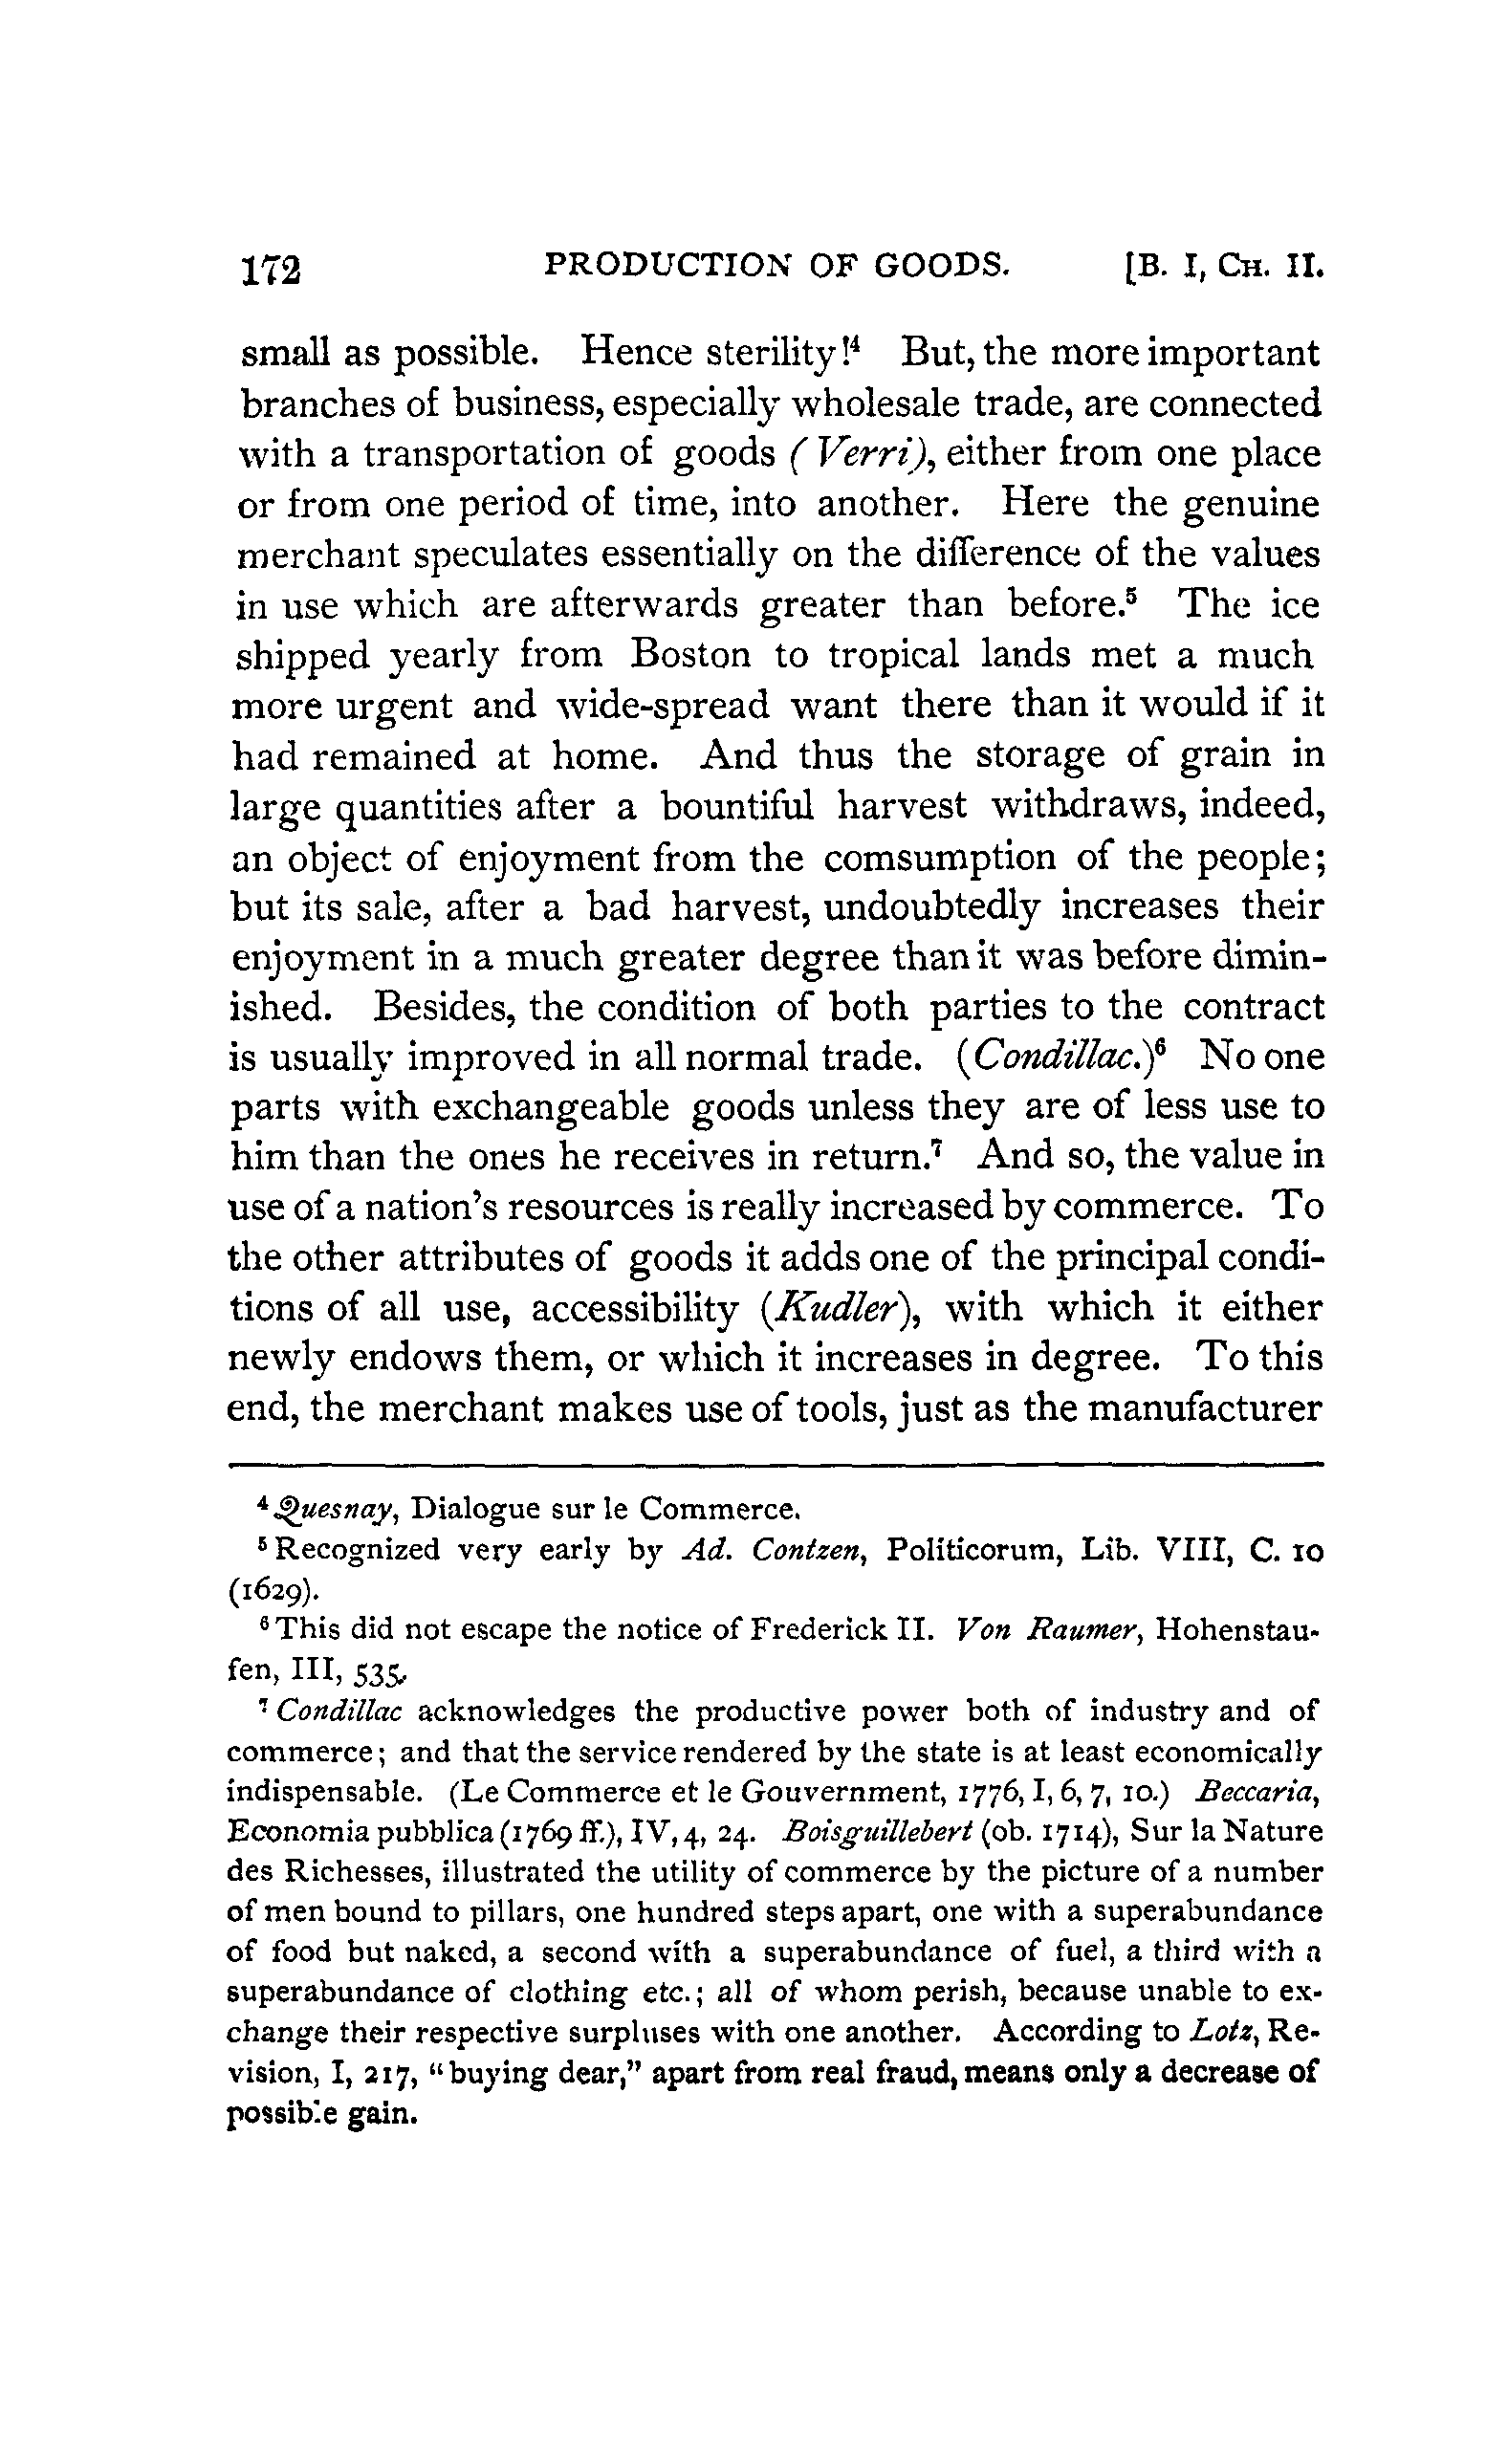 172 PRODUCTION OF GOODS. [B. I, CH. II.
small as possible. Hence sterility!⁴ But, the more important
branches of business, especially wholesale trade, are connected
with a transportation of goods (Verri), either from one place
or from one period of time, into another. Here the genuine
merchant speculates essentially on the difference of the values
in use which are afterwards greater than before.⁵ The ice
shipped yearly from Boston to tropical lands met a much
more urgent and wide-spread want there than it would if it
had remained at home. And thus the storage of grain in
large quantities after a bountiful harvest withdraws, indeed,
an object of enjoyment from the comsumption of the people;
but its sale, after a bad harvest, undoubtedly increases their
enjoyment in a much greater degree than it was before dimin-
ished. Besides, the condition of both parties to the contract
is usually improved in all normal trade. (Condillac.)⁶ No one
parts with exchangeable goods unless they are of less use to
him than the ones he receives in return.⁷ And so, the value in
use of a nation's resources is really increased by commerce. To
the other attributes of goods it adds one of the principal condi-
tions of all use, accessibility (Kudler), with which it either
newly endows them, or which it increases in degree. To this
end, the merchant makes use of tools, just as the manufacturer
⁴ Quesnay, Dialogue sur le Commerce.
⁵ Recognized very early by Ad. Contzen, Politicorum, Lib. VIII, C. 10
(1629).
⁶ This did not escape the notice of Frederick II. Von Raumer, Hohenstau-
fen, III, 535.
⁷ Condillac acknowledges the productive power both of industry and of
commerce; and that the service rendered by the state is at least economically
indispensable. (Le Commerce et le Gouvernment, 1776, I, 6, 7, 10.) Beccaria,
Economia pubblica (1769 ff.), IV, 4, 24. Boisguillebert (ob. 1714), Sur la Nature
des Richesses, illustrated the utility of commerce by the picture of a number
of men bound to pillars, one hundred steps apart, one with a superabundance
of food but naked, a second with a superabundance of fuel, a third with a
superabundance of clothing etc.; all of whom perish, because unable to ex-
change their respective surpluses with one another. According to Lotz, Re-
vision, I, 217, "buying dear," apart from real fraud, means only a decrease of
possible gain.